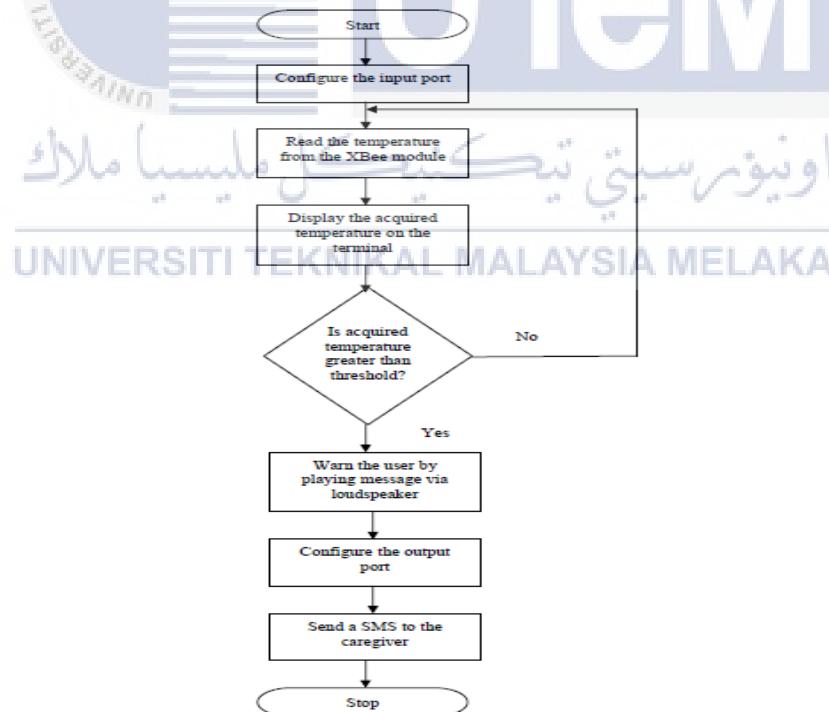 UTeM
UNIVERSITI
Start
Configure the input port
Read the temperature
from the XBee module
اونيۏرسيتي تيكنيكل مليسيا ملاك
Display the acquired
temperature on the
terminal
UNIVERSITI TEKNIKAL MALAYSIA MELAKA
Is acquired
temperature
greater than
threshold?
No
Yes
Warn the user by
playing message via
loudspeaker
Configure the output
port
Send a SMS to the
caregiver
Stop